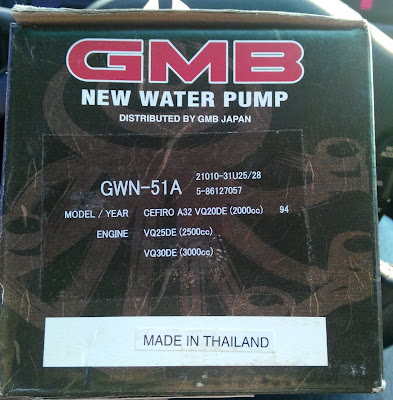 GMB
NEW WATER PUMP
DISTRIBUTED BY GMB JAPAN
GWN-51A 21010-31U25/28
5-86127057
MODEL / YEAR CEFIRO A32 VQ20DE (2000cc) 94
ENGINE VQ25DE (2500cc)
VQ30DE (3000cc)
MADE IN THAILAND